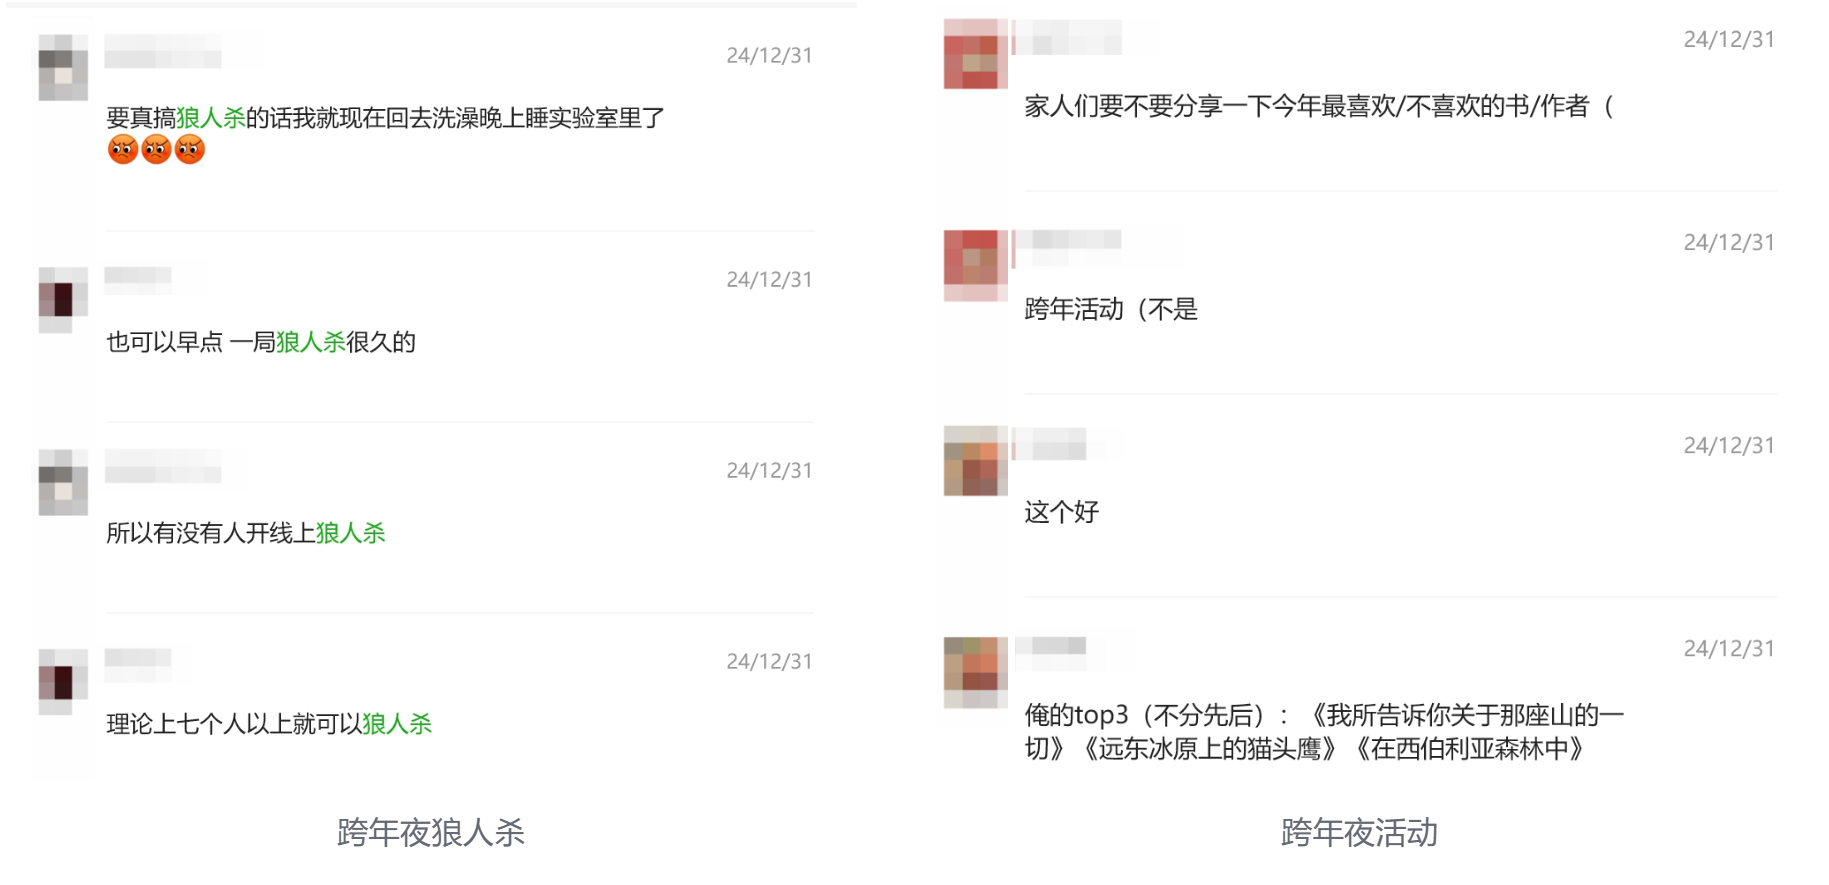 24/12/31
要真搞狼人杀的话我就现在回去洗澡晚上睡实验室里了
24/12/31
也可以早点 一局狼人杀很久的
24/12/31
所以有没有人开线上狼人杀
24/12/31
理论上七个人以上就可以狼人杀
跨年夜狼人杀
24/12/31
家人们要不要分享一下今年最喜欢/不喜欢的书/作者（
24/12/31
跨年活动（不是
24/12/31
这个好
24/12/31
俺的top3（不分先后）：《我所告诉你关于那座山的一
切》《远东冰原上的猫头鹰》《在西伯利亚森林中》
跨年夜活动